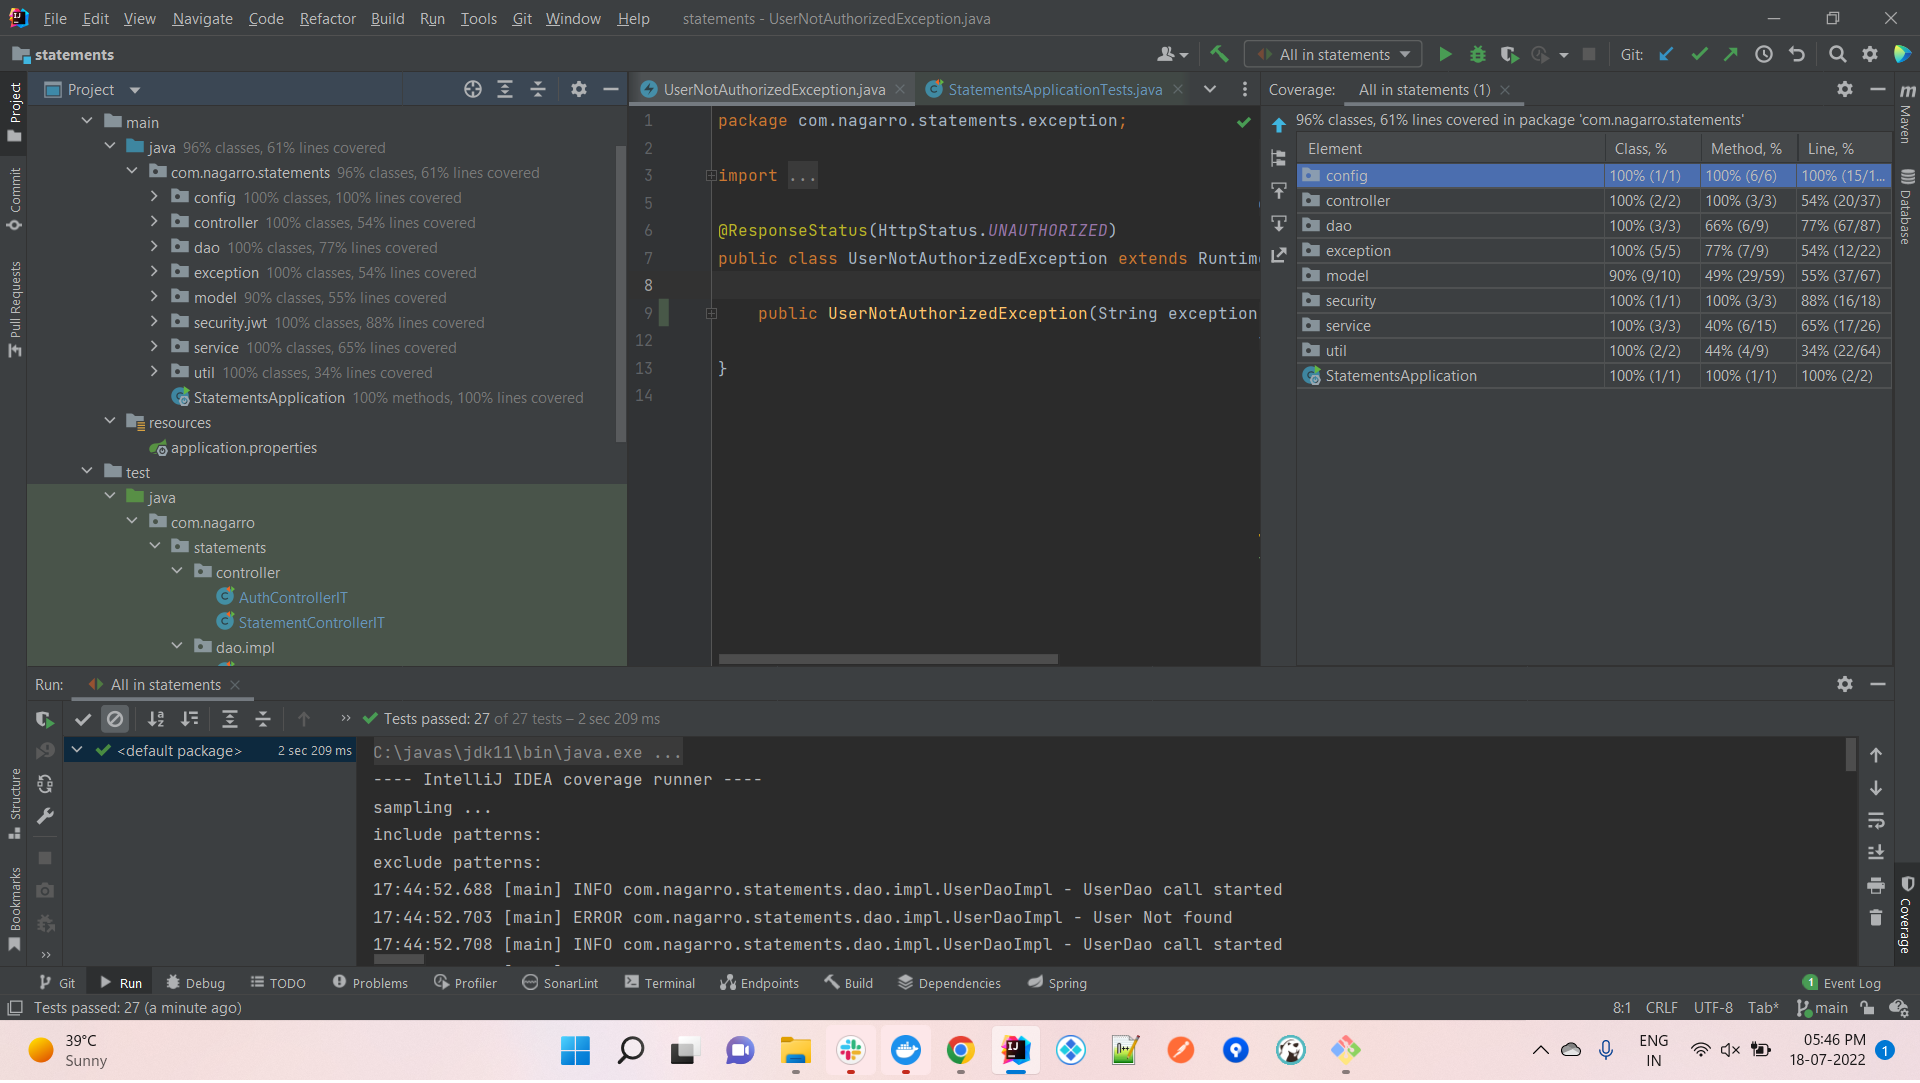 File Edit View Navigate Code Refactor Build Run Tools Git Window Help statements - UserNotAuthorizedException.java
statements
All in statements
Git:
Project
UserNotAuthorizedException.java
StatementsApplicationTests.java
Coverage: All in statements (1)
main
java 96% classes, 61% lines covered
com.nagarro.statements 96% classes, 61% lines covered
config 100% classes, 100% lines covered
controller 100% classes, 54% lines covered
dao 100% classes, 77% lines covered
exception 100% classes, 54% lines covered
model 90% classes, 55% lines covered
security.jwt 100% classes, 88% lines covered
service 100% classes, 65% lines covered
util 100% classes, 34% lines covered
StatementsApplication 100% methods, 100% lines covered
resources
application.properties
test
java
com.nagarro
statements
controller
AuthControllerIT
StatementControllerIT
dao.impl
1 package com.nagarro.statements.exception;
2
3 import ...
5
6 @ResponseStatus(HttpStatus.UNAUTHORIZED)
7 public class UserNotAuthorizedException extends Runtime
8
9 public UserNotAuthorizedException(String exception
12
13 }
14
96% classes, 61% lines covered in package 'com.nagarro.statements'
Element Class, % Method, % Line, %
config 100% (1/1) 100% (6/6) 100% (15/1...
controller 100% (2/2) 100% (3/3) 54% (20/37)
dao 100% (3/3) 66% (6/9) 77% (67/87)
exception 100% (5/5) 77% (7/9) 54% (12/22)
model 90% (9/10) 49% (29/59) 55% (37/67)
security 100% (1/1) 100% (3/3) 88% (16/18)
service 100% (3/3) 40% (6/15) 65% (17/26)
util 100% (2/2) 44% (4/9) 34% (22/64)
StatementsApplication 100% (1/1) 100% (1/1) 100% (2/2)
Project
Commit
Pull Requests
Structure
Bookmarks
Maven
Database
Coverage
Run: All in statements
Tests passed: 27 of 27 tests – 2 sec 209 ms
<default package> 2 sec 209 ms
C:\javas\jdk11\bin\java.exe ...
---- IntelliJ IDEA coverage runner ----
sampling ...
include patterns:
exclude patterns:
17:44:52.688 [main] INFO com.nagarro.statements.dao.impl.UserDaoImpl - UserDao call started
17:44:52.703 [main] ERROR com.nagarro.statements.dao.impl.UserDaoImpl - User Not found
17:44:52.708 [main] INFO com.nagarro.statements.dao.impl.UserDaoImpl - UserDao call started
Git Run Debug TODO Problems Profiler SonarLint Terminal Endpoints Build Dependencies Spring 1 Event Log
Tests passed: 27 (a minute ago) 8:1 CRLF UTF-8 Tab* main
39°C
Sunny
ENG
IN
05:46 PM
18-07-2022
1